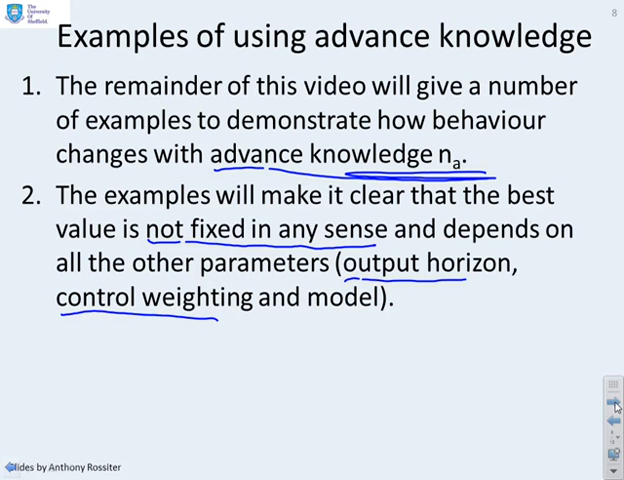 The
University
Of
Sheffield.
8
Examples of using advance knowledge
1. The remainder of this video will give a number
of examples to demonstrate how behaviour
changes with advance knowledge na.
2. The examples will make it clear that the best
value is not fixed in any sense and depends on
all the other parameters (output horizon,
control weighting and model).
lides by Anthony Rossiter